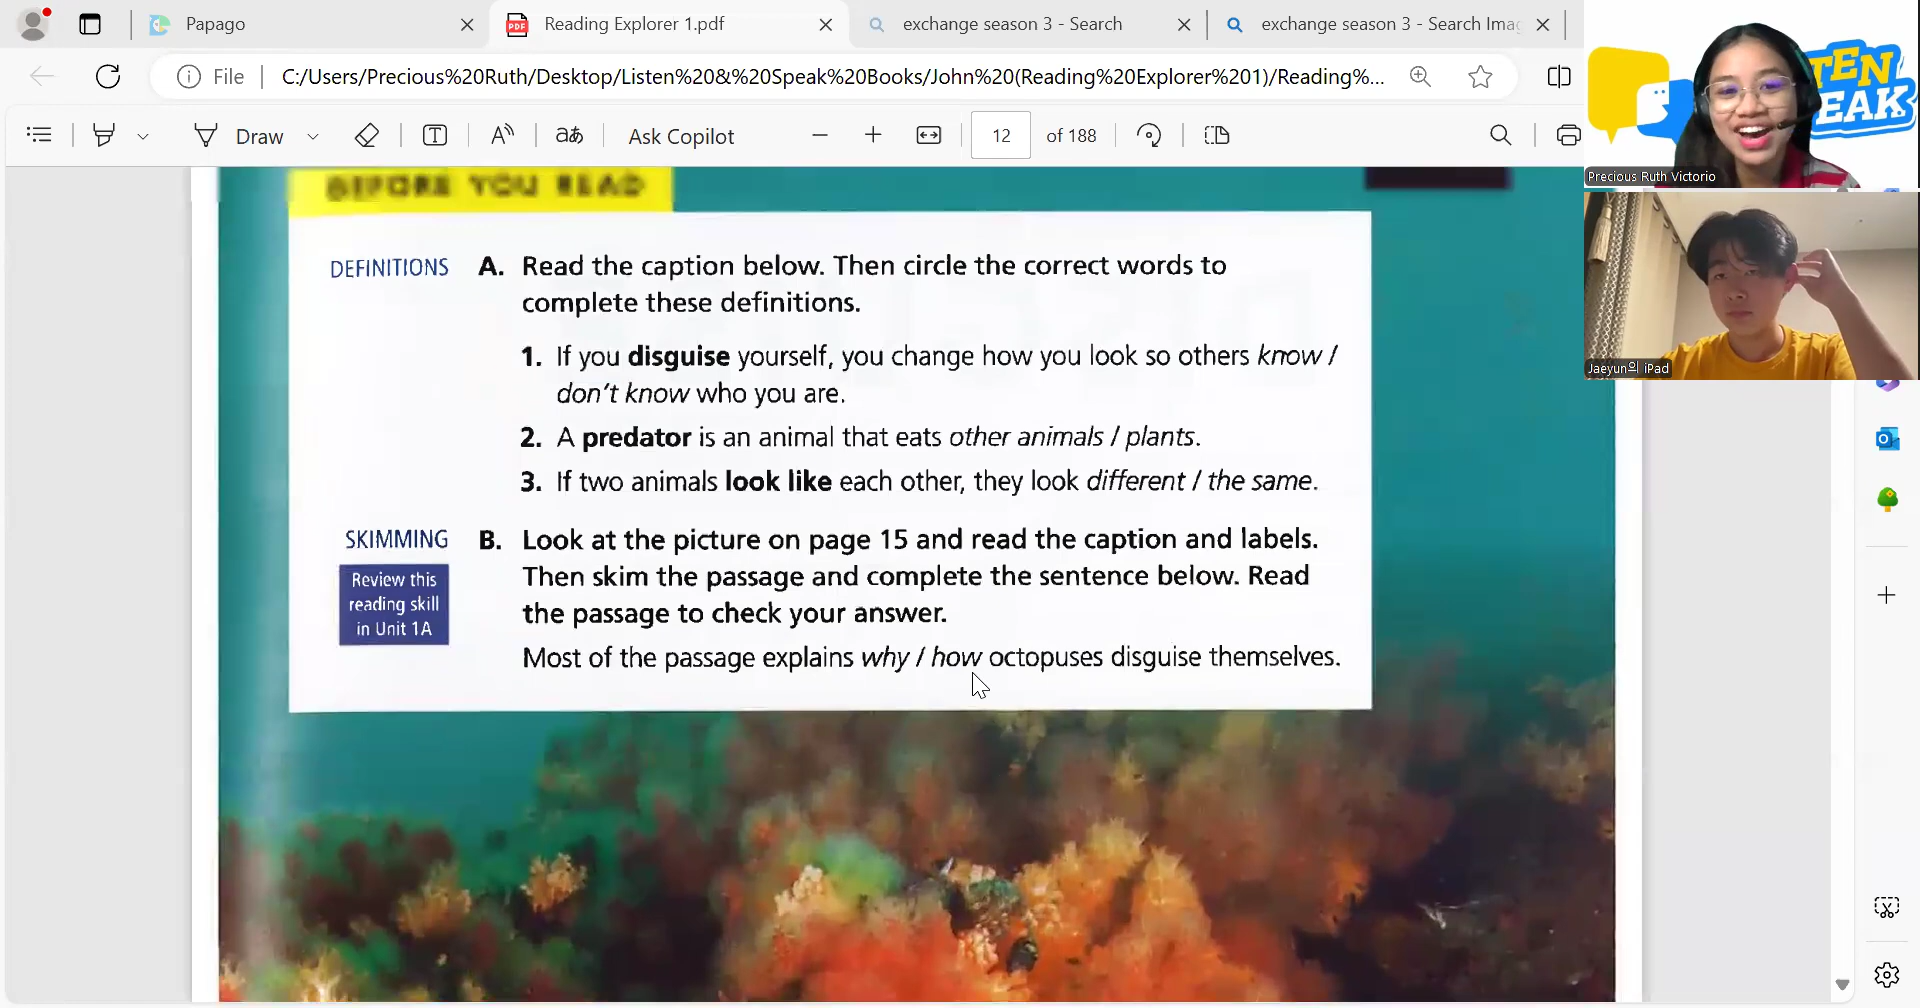 Papago
Reading Explorer 1.pdf
exchange season 3 - Search
exchange season 3 - Search Imag
File
C:/Users/Precious%20Ruth/Desktop/Listen%20&%20Speak%20Books/John%20(Reading%20Explorer%201)/Reading%...
Draw
Ask Copilot
12
of 188
TEN
EAK
Precious Ruth Victorio
Jaeyun의 iPad
BEFORE YOU READ
DEFINITIONS
A. Read the caption below. Then circle the correct words to
complete these definitions.
1. If you disguise yourself, you change how you look so others know /
don't know who you are.
2. A predator is an animal that eats other animals / plants.
3. If two animals look like each other, they look different / the same.
SKIMMING
Review this
reading skill
in Unit 1A
B. Look at the picture on page 15 and read the caption and labels.
Then skim the passage and complete the sentence below. Read
the passage to check your answer.
Most of the passage explains why / how octopuses disguise themselves.